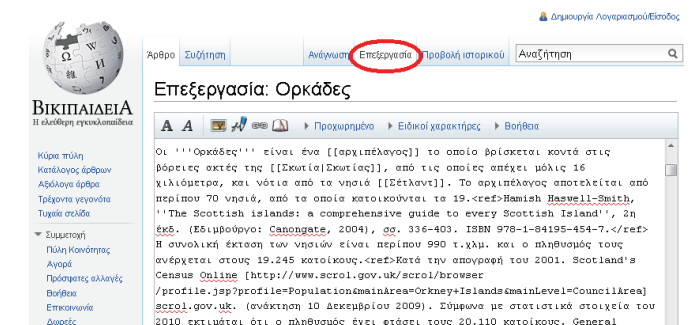 Δημιουργία Λογαριασμού/Είσοδος
Άρθρο Συζήτηση Ανάγνωση Επεξεργασία Προβολή ιστορικού Αναζήτηση
Επεξεργασία: Ορκάδες
ΒΙΚΙΠΑΙΔΕΙΑ
Η ελεύθερη εγκυκλοπαίδεια
Κύρια πύλη
Κατάλογος άρθρων
Αξιόλογα άρθρα
Τρέχοντα γεγονότα
Τυχαία σελίδα
Συμμετοχή
Πύλη Κοινότητας
Αγορά
Πρόσφατες αλλαγές
Βοήθεια
Επικοινωνία
Δωρεές
A A Προχωρημένο Ειδικοί χαρακτήρες Βοήθεια
Οι '''Ορκάδες''' είναι ένα [[αρχιπέλαγος]] το οποίο βρίσκεται κοντά στις
βόρειες ακτές της [[Σκωτία|Σκωτίας]], από τις οποίες απέχει μόλις 16
χιλιόμετρα, και νότια από τα νησιά [[Σέτλαντ]]. Το αρχιπέλαγος αποτελείται από
περίπου 70 νησιά, από τα οποία κατοικούνται τα 19.<ref>Hamish Haswell-Smith,
''The Scottish islands: a comprehensive guide to every Scottish Island'', 2η
έκδ. (Εδιμβούργο: Canongate, 2004), σσ. 336-403. ISBN 978-1-84195-454-7.</ref>
Η συνολική έκταση των νησιών είναι περίπου 990 τ.χλμ. και ο πληθυσμός τους
ανέρχεται στους 19.245 κατοίκους.<ref>Κατά την απογραφή του 2001. Scotland's
Census Online [http://www.scrol.gov.uk/scrol/browser
/profile.jsp?profile=Population&mainArea=Orkney+Islands&mainLevel=CouncilArea]
scrol.gov.uk. (ανάκτηση 10 Δεκεμβρίου 2009). Σύμφωνα με στατιστικά στοιχεία του
2010 εκτιμάται ότι ο πληθυσμός έχει φτάσει τους 20.110 κατοίκους. General